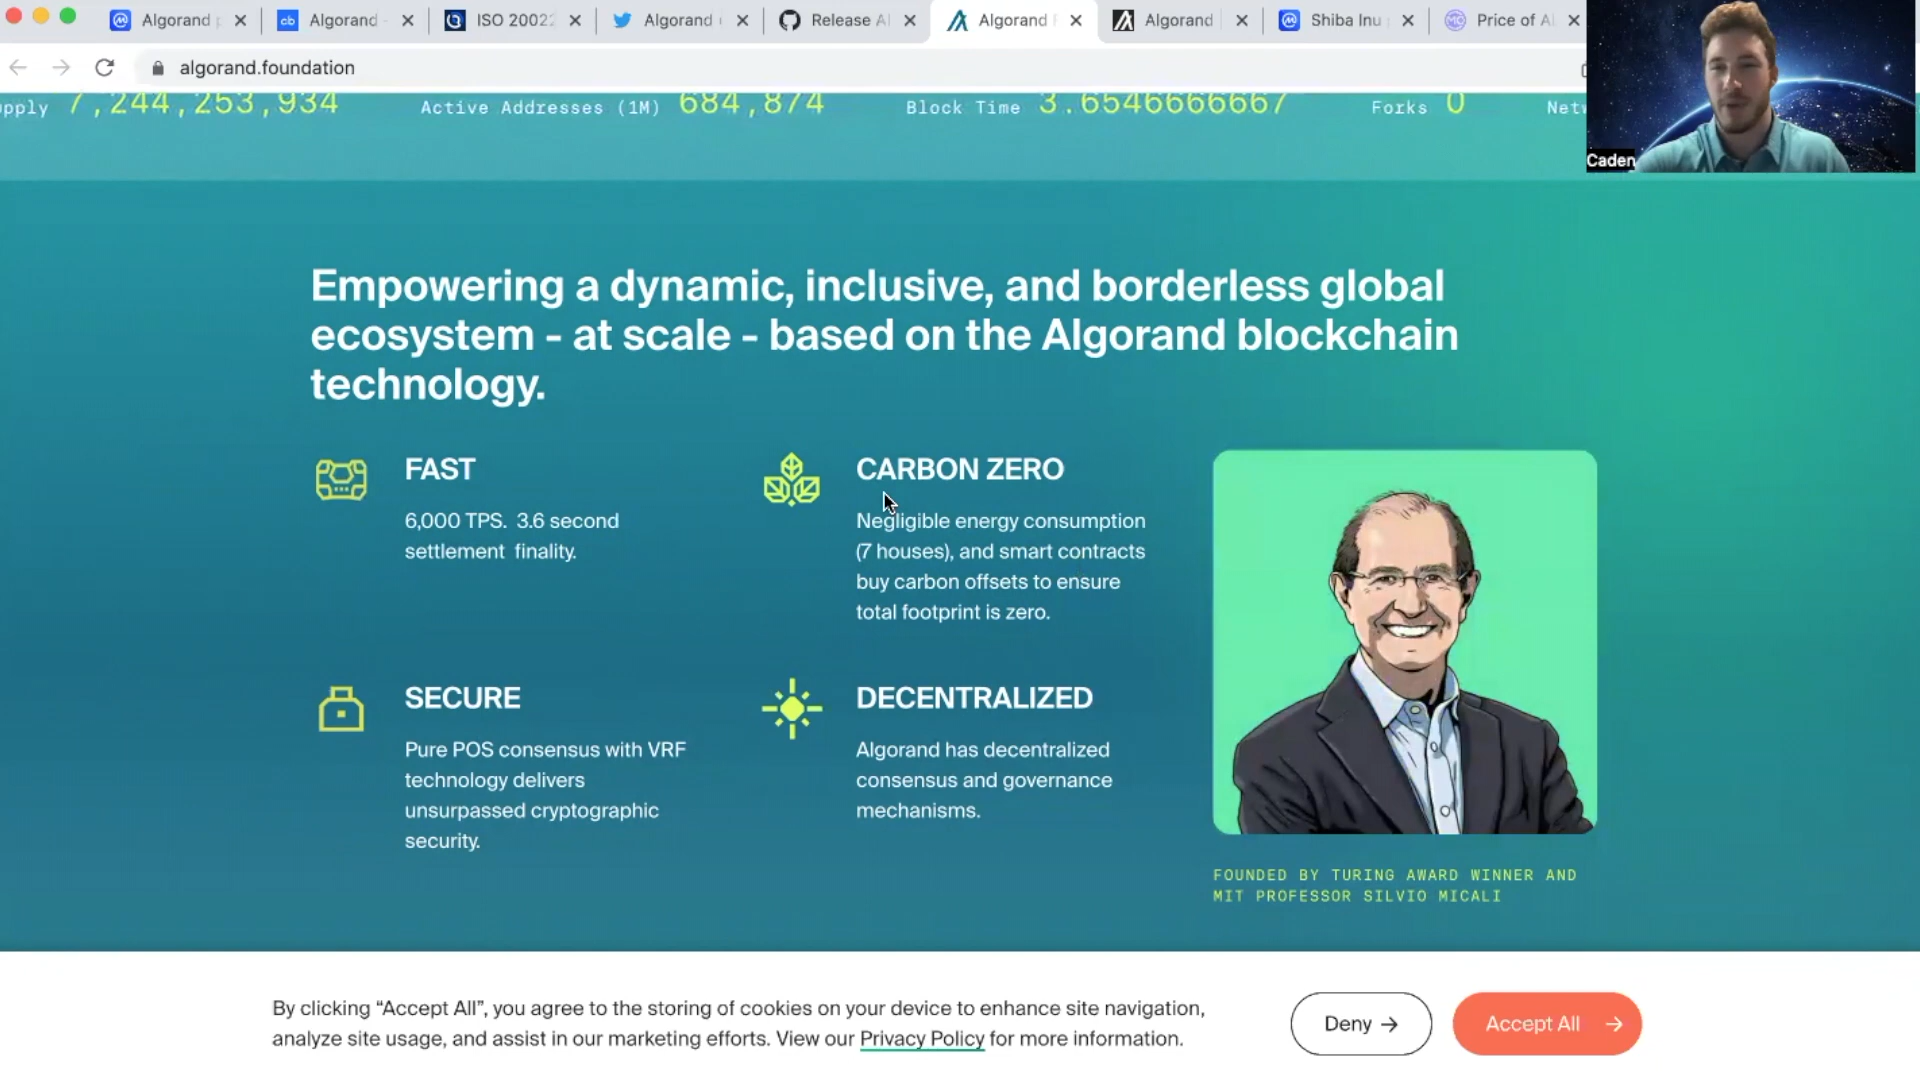 Algorand
Algorand
ISO 20022
Algorand
Release Al
Algorand F
Algorand
Shiba Inu
Price of Al
algorand.foundation
upply 7,244,253,934 Active Addresses (1M) 684,874 Block Time 3.6546666667 Forks 0 Net
Caden
Empowering a dynamic, inclusive, and borderless global
ecosystem - at scale - based on the Algorand blockchain
technology.
FAST
6,000 TPS. 3.6 second
settlement finality.
CARBON ZERO
Negligible energy consumption
(7 houses), and smart contracts
buy carbon offsets to ensure
total footprint is zero.
SECURE
Pure POS consensus with VRF
technology delivers
unsurpassed cryptographic
security.
DECENTRALIZED
Algorand has decentralized
consensus and governance
mechanisms.
FOUNDED BY TURING AWARD WINNER AND
MIT PROFESSOR SILVIO MICALI
By clicking “Accept All”, you agree to the storing of cookies on your device to enhance site navigation,
analyze site usage, and assist in our marketing efforts. View our Privacy Policy for more information.
Deny →
Accept All →